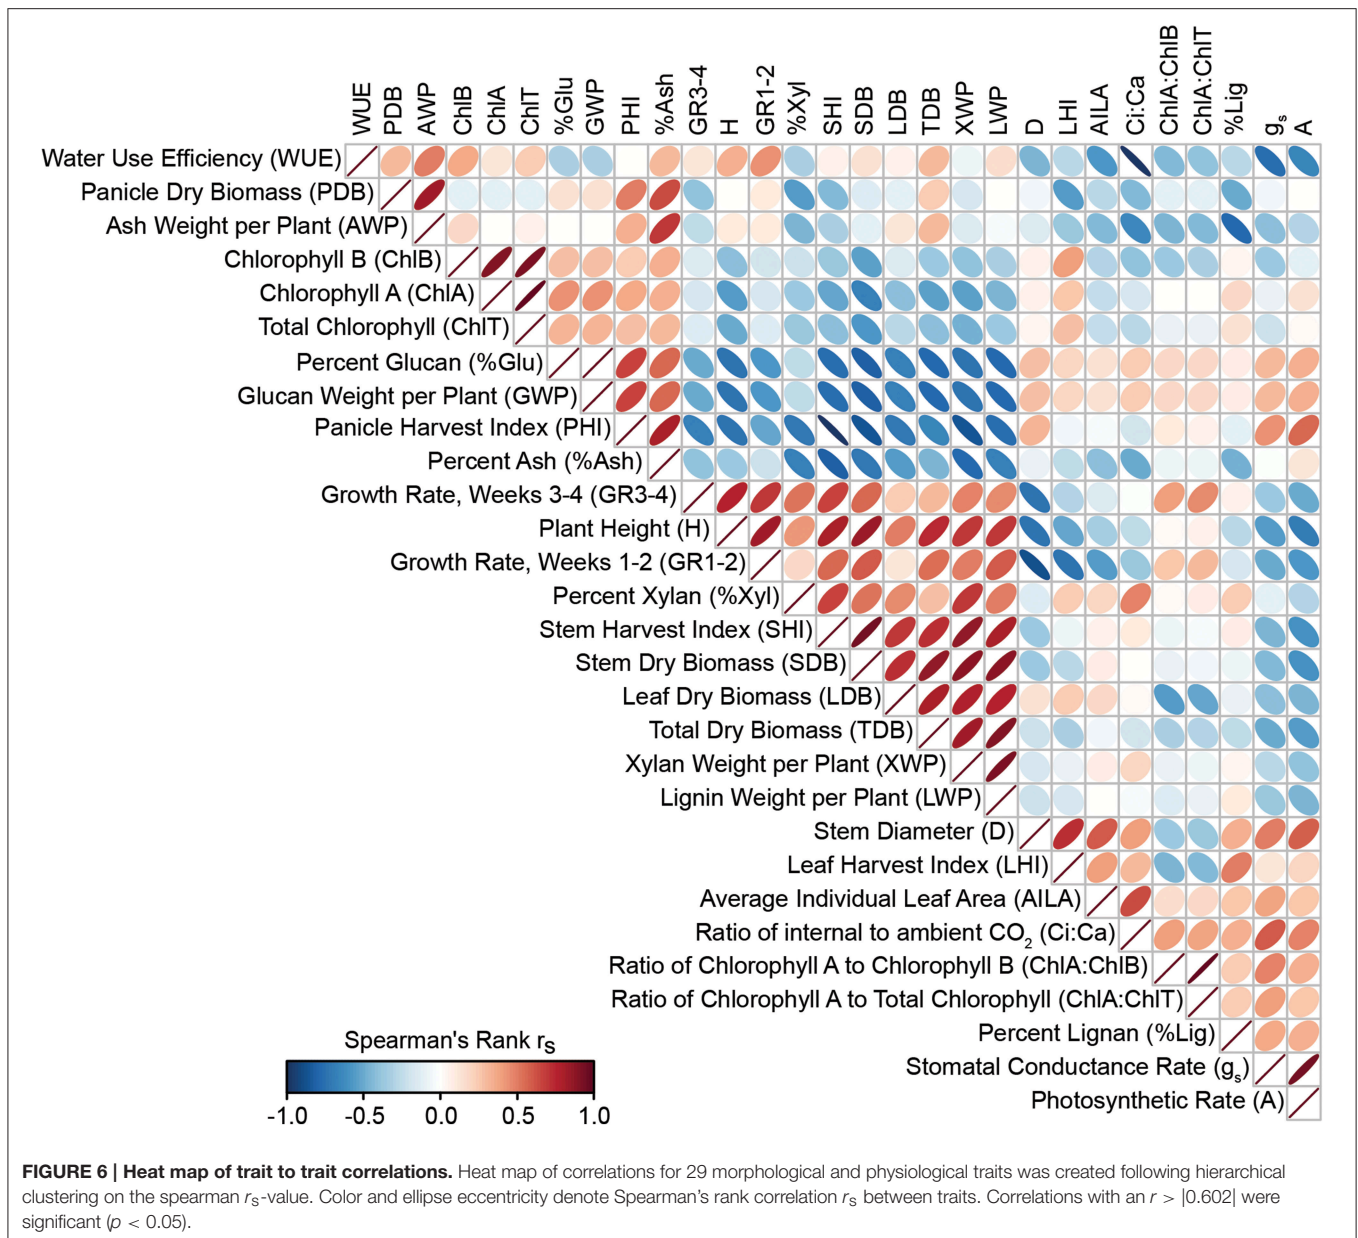 WUE PDB AWP ChlB ChlA ChlT %Glu GWP PHI %Ash GR3-4 H GR1-2 %Xyl SHI SDB LDB TDB XWP LWP D LHI AILA Ci:Ca ChlA:ChlB ChlA:ChlT %Lig gs A
Water Use Efficiency (WUE)
Panicle Dry Biomass (PDB)
Ash Weight per Plant (AWP)
Chlorophyll B (ChlB)
Chlorophyll A (ChlA)
Total Chlorophyll (ChlT)
Percent Glucan (%Glu)
Glucan Weight per Plant (GWP)
Panicle Harvest Index (PHI)
Percent Ash (%Ash)
Growth Rate, Weeks 3-4 (GR3-4)
Plant Height (H)
Growth Rate, Weeks 1-2 (GR1-2)
Percent Xylan (%Xyl)
Stem Harvest Index (SHI)
Stem Dry Biomass (SDB)
Leaf Dry Biomass (LDB)
Total Dry Biomass (TDB)
Xylan Weight per Plant (XWP)
Lignin Weight per Plant (LWP)
Stem Diameter (D)
Leaf Harvest Index (LHI)
Average Individual Leaf Area (AILA)
Ratio of internal to ambient CO2 (Ci:Ca)
Ratio of Chlorophyll A to Chlorophyll B (ChlA:ChlB)
Ratio of Chlorophyll A to Total Chlorophyll (ChlA:ChlT)
Percent Lignan (%Lig)
Stomatal Conductance Rate (gs)
Photosynthetic Rate (A)
Spearman's Rank rs
-1.0 -0.5 0.0 0.5 1.0
FIGURE 6 | Heat map of trait to trait correlations. Heat map of correlations for 29 morphological and physiological traits was created following hierarchical
clustering on the spearman rS-value. Color and ellipse eccentricity denote Spearman's rank correlation rS between traits. Correlations with an r > |0.602| were
significant (p < 0.05).